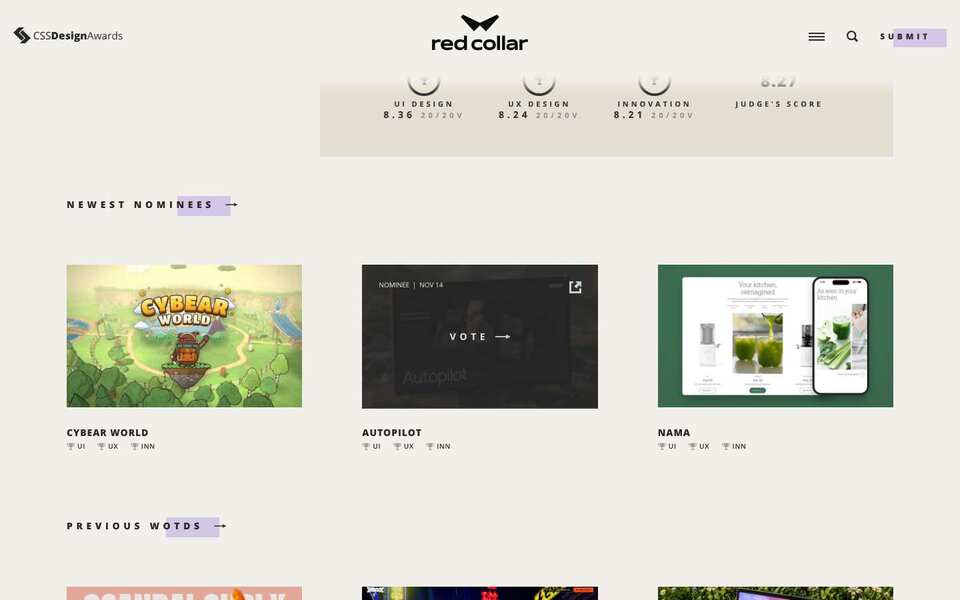 CSSDesignAwards
red collar
SUBMIT
8.27
UI DESIGN
UX DESIGN
INNOVATION
JUDGE'S SCORE
8.36 20/20V
8.24 20/20V
8.21 20/20V
NEWEST NOMINEES
CYBEAR
WORLD
NOMINEE | NOV 14
VOTE
Autopilot
Your kitchen,
reimagined.
As seen in your
kitchen.
CYBEAR WORLD
AUTOPILOT
NAMA
UI UX INN
UI UX INN
UI UX INN
PREVIOUS WOTDS